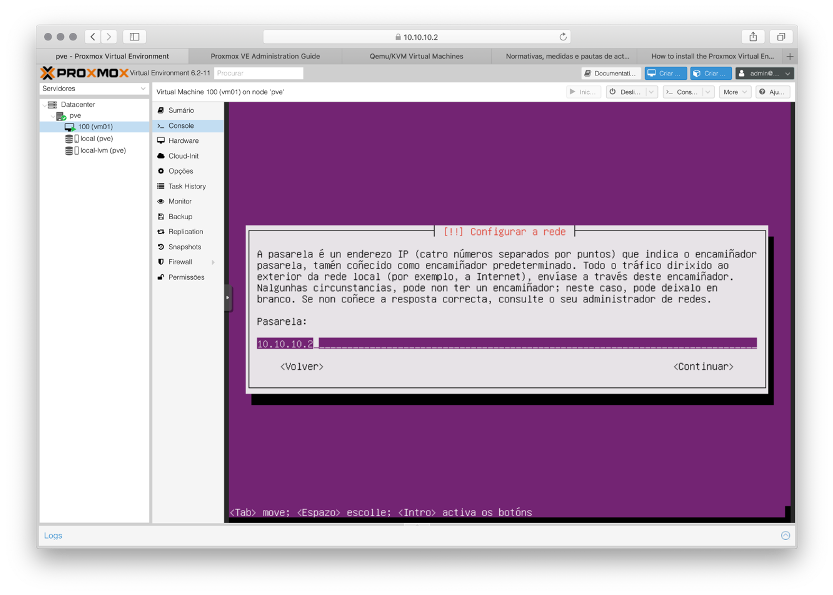 10.10.10.2
pve - Proxmox Virtual Environment
Proxmox VE Administration Guide
Qemu/KVM Virtual Machines
Normativas, medidas e pautas de act...
How to install the Proxmox Virtual En...
PROXMOX Virtual Environment 6.2-11
Procurar
Documentati...
Criar ...
Criar ...
admin@...
Servidores
Virtual Machine 100 (vm01) on node 'pve'
Inic...
Desli...
Cons...
More
Aju...
Datacenter
pve
100 (vm01)
local (pve)
local-lvm (pve)
Sumário
Console
Hardware
Cloud-Init
Opções
Task History
Monitor
Backup
Replication
Snapshots
Firewall
Permissões
[!!] Configurar a rede
A pasarela é un enderezo IP (catro números separados por puntos) que indica o encamiñador
pasarela, tamén coñecido como encamiñador predeterminado. Todo o tráfico dirixido ao
exterior da rede local (por exemplo, a Internet), enviase a través deste encamiñador.
Nalgunhas circunstancias, pode non ter un encamiñador; neste caso, pode deixalo en
branco. Se non coñece a resposta correcta, consulte o seu administrador de redes.
Pasarela:
10.10.10.2
<Volver>
<Continuar>
<Tab> move; <Espazo> escolle; <Intro> activa os botóns
Logs